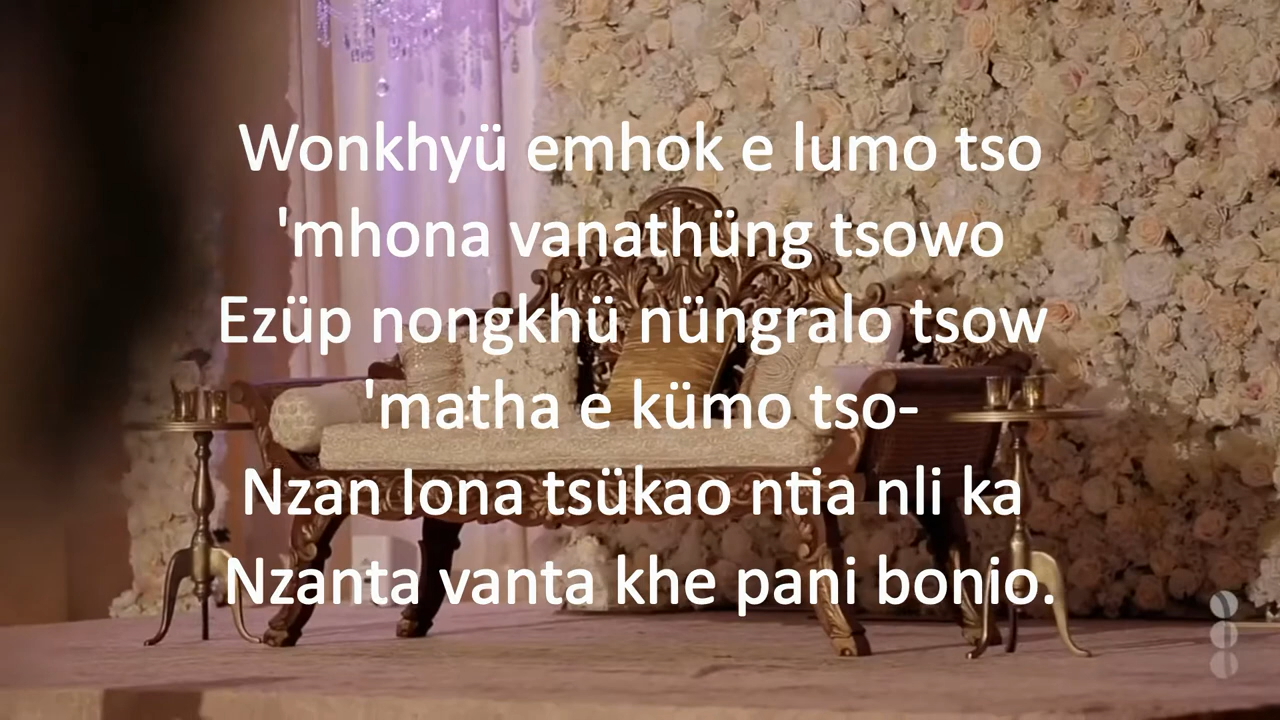 Wonkhyü emhok e lumo tso
'mhona vanathüng tsowo
Ezüp nongkhü nüngralo tsow
'matha e kümo tso-
Nzan lona tsükao ntia nli ka
Nzanta vanta khe pani bonio.